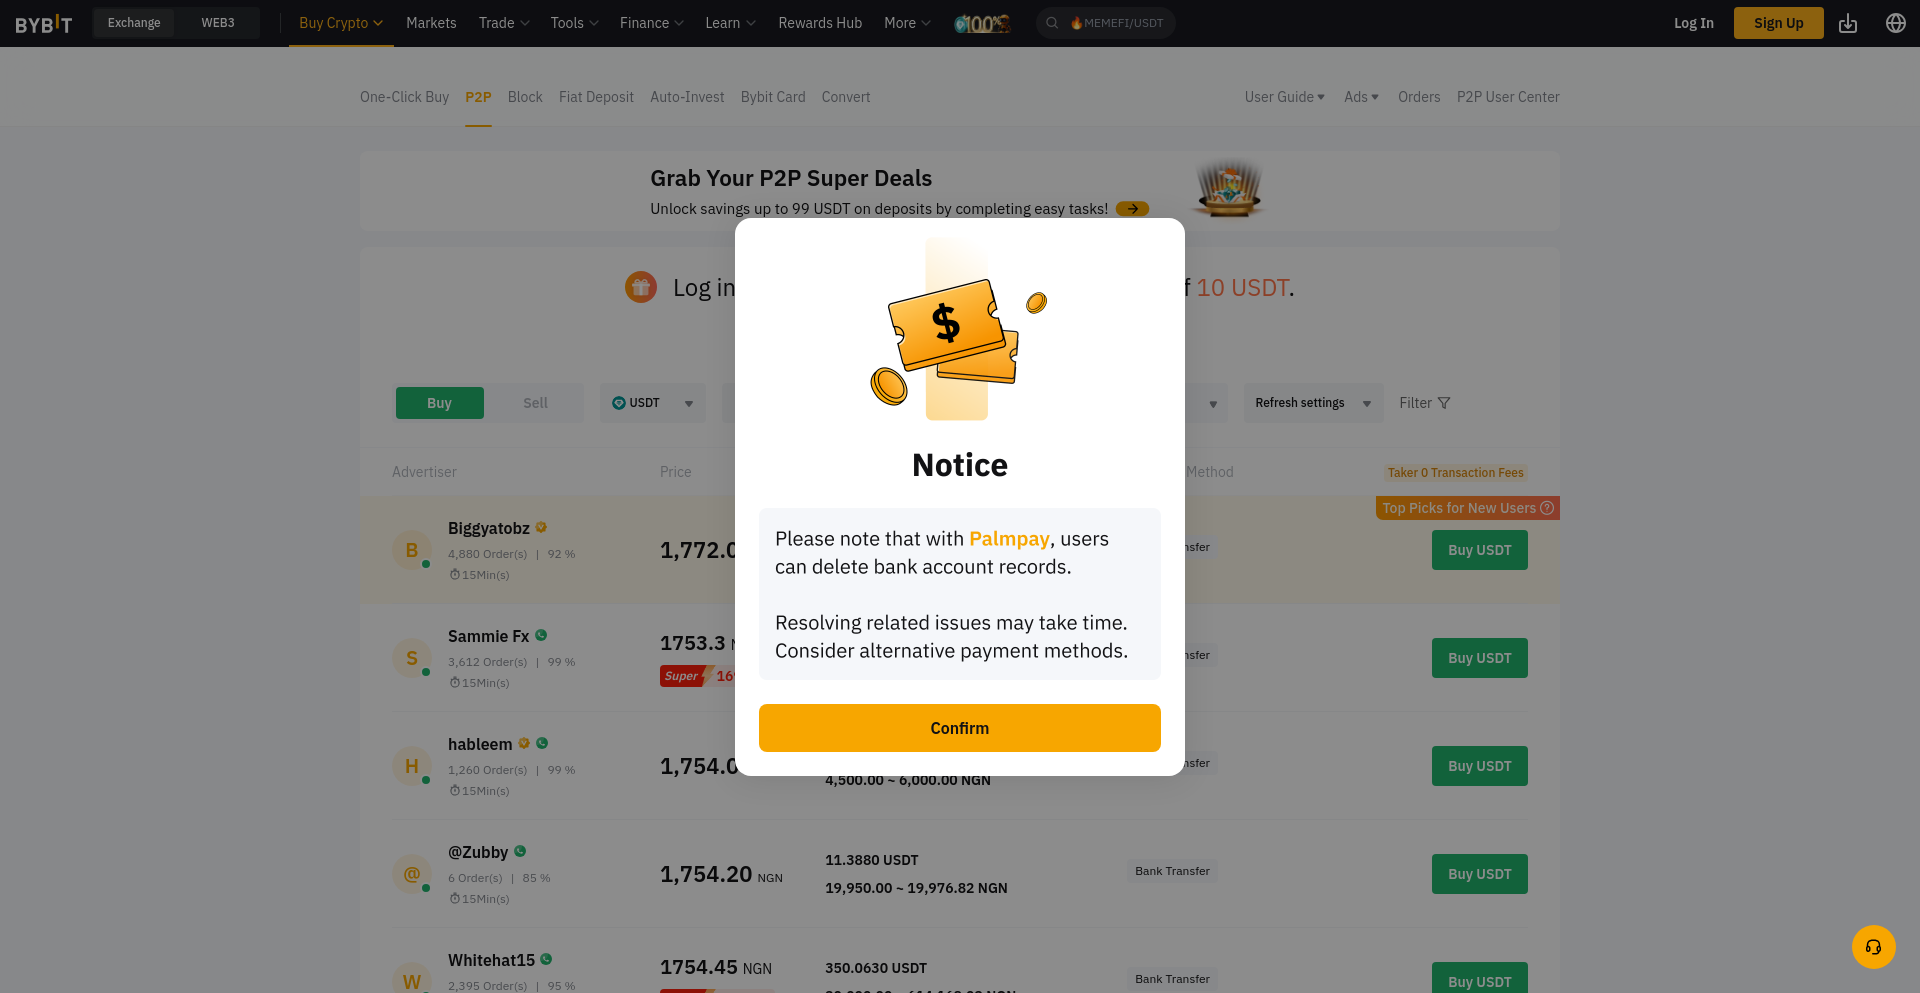 BYBIT Exchange WEB3 Buy Crypto Markets Trade Tools Finance Learn Rewards Hub More 100% MEMEFI/USDT Log In Sign Up
One-Click Buy P2P Block Fiat Deposit Auto-Invest Bybit Card Convert User Guide Ads Orders P2P User Center
Grab Your P2P Super Deals
Unlock savings up to 99 USDT on deposits by completing easy tasks!
Log in
10 USDT.
Buy Sell USDT Refresh settings Filter
Advertiser Price Method Taker 0 Transaction Fees
Top Picks for New Users
B Biggyatobz
4,880 Order(s) | 92 %
15Min(s)
1,772.0
Buy USDT
S Sammie Fx
3,612 Order(s) | 99 %
15Min(s)
1753.3
Super
Buy USDT
H hableem
1,260 Order(s) | 99 %
15Min(s)
1,754.0
4,500.00 ~ 6,000.00 NGN
Buy USDT
@ @Zubby
6 Order(s) | 85 %
15Min(s)
1,754.20 NGN
11.3880 USDT
19,950.00 ~ 19,976.82 NGN
Bank Transfer
Buy USDT
W Whitehat15
2,395 Order(s) | 95 %
1754.45 NGN
350.0630 USDT
Bank Transfer
Buy USDT
$
Notice
Please note that with Palmpay, users
can delete bank account records.
Resolving related issues may take time.
Consider alternative payment methods.
Confirm